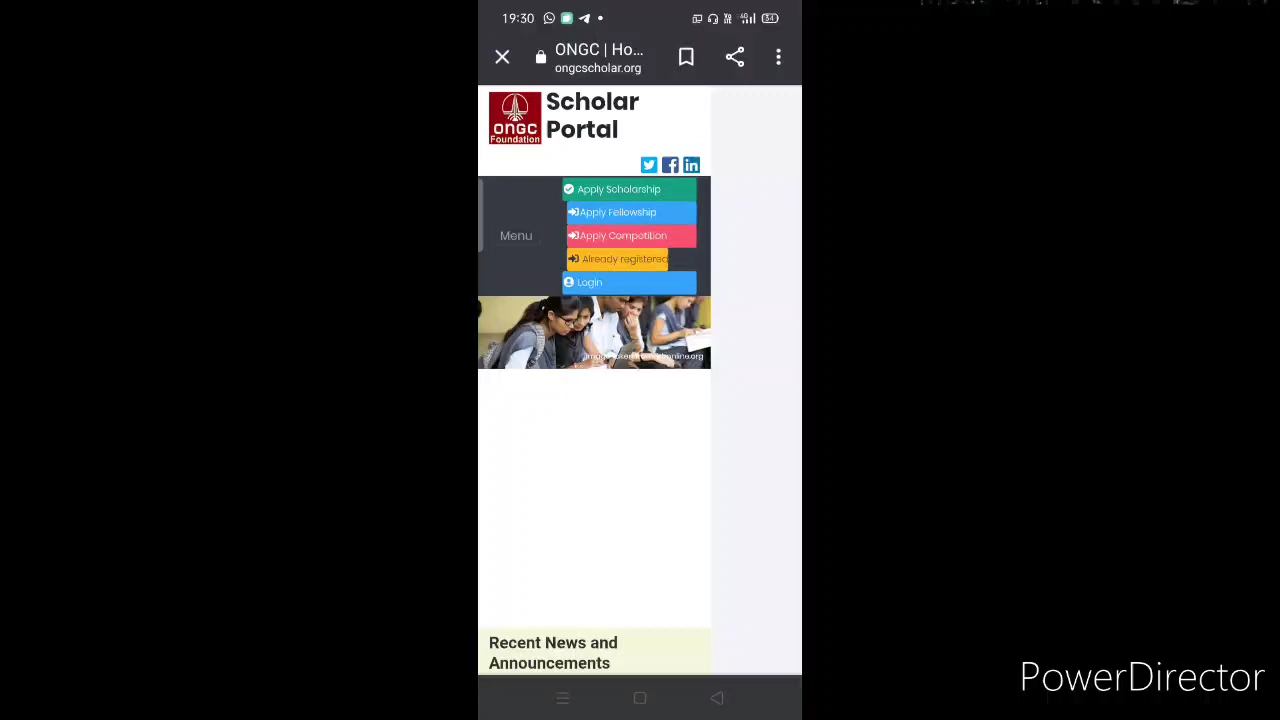 19:30
54
ONGC | Ho...
ongcscholar.org
ONGC
Foundation
Scholar
Portal
Apply Scholarship
Apply Fellowship
Menu
Apply Competition
Already registered
Login
Recent News and
Announcements
PowerDirector